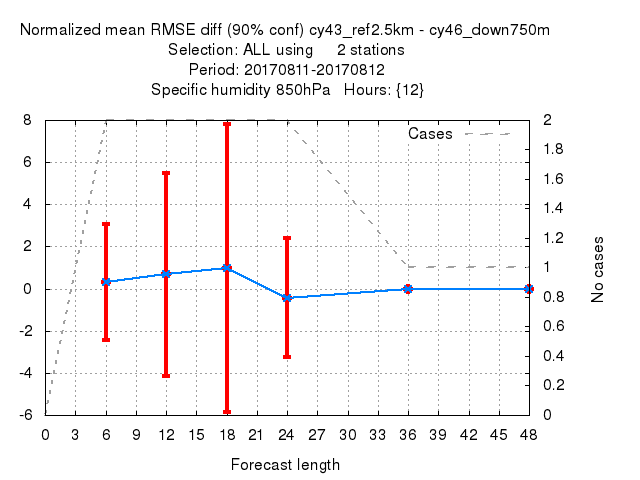 Normalized mean RMSE diff (90% conf) cy43_ref2.5km - cy46_down750m
Selection: ALL using 2 stations
Period: 20170811-20170812
Specific humidity 850hPa Hours: {12}
Cases
8
6
4
2
0
-2
-4
-6
2
1.8
1.6
1.4
1.2
1
0.8
0.6
0.4
0.2
0
No cases
0 3 6 9 12 15 18 21 24 27 30 33 36 39 42 45 48
Forecast length